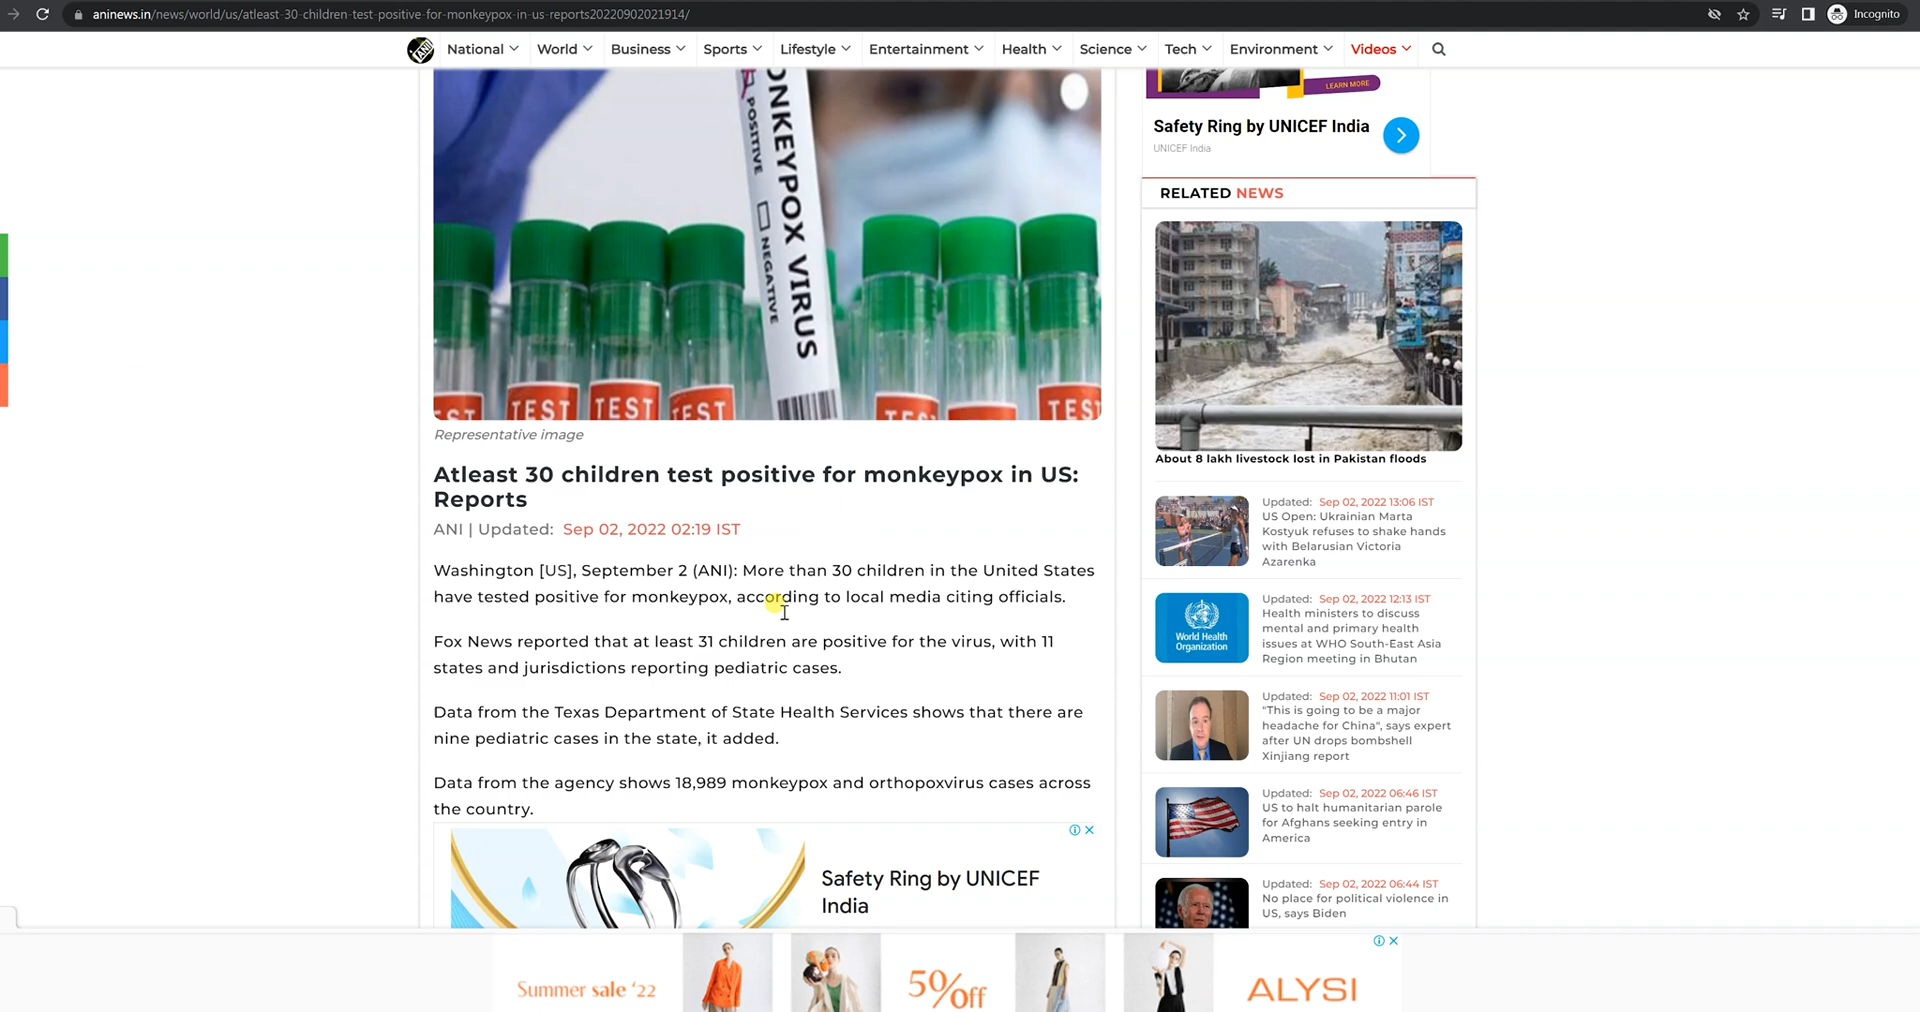 aninews.in/news/world/us/atleast-30-children-test-positive-for-monkeypox-in-us-reports20220902021914/
Incognito
ANI
National
World
Business
Sports
Lifestyle
Entertainment
Health
Science
Tech
Environment
Videos
ONKEYPOX VIRUS
POSITIVE
NEGATIVE
TEST
TEST
TEST
TEST
TEST
Representative image
Atleast 30 children test positive for monkeypox in US:
Reports
ANI | Updated: Sep 02, 2022 02:19 IST
Washington [US], September 2 (ANI): More than 30 children in the United States
have tested positive for monkeypox, according to local media citing officials.
Fox News reported that at least 31 children are positive for the virus, with 11
states and jurisdictions reporting pediatric cases.
Data from the Texas Department of State Health Services shows that there are
nine pediatric cases in the state, it added.
Data from the agency shows 18,989 monkeypox and orthopoxvirus cases across
the country.
Safety Ring by UNICEF
India
LEARN MORE
Safety Ring by UNICEF India
UNICEF India
RELATED NEWS
About 8 lakh livestock lost in Pakistan floods
Updated: Sep 02, 2022 13:06 IST
US Open: Ukrainian Marta
Kostyuk refuses to shake hands
with Belarusian Victoria
Azarenka
World Health
Organization
Updated: Sep 02, 2022 12:13 IST
Health ministers to discuss
mental and primary health
issues at WHO South-East Asia
Region meeting in Bhutan
Updated: Sep 02, 2022 11:01 IST
"This is going to be a major
headache for China", says expert
after UN drops bombshell
Xinjiang report
Updated: Sep 02, 2022 06:46 IST
US to halt humanitarian parole
for Afghans seeking entry in
America
Updated: Sep 02, 2022 06:44 IST
No place for political violence in
US, says Biden
Summer sale '22
5% off
ALYSI